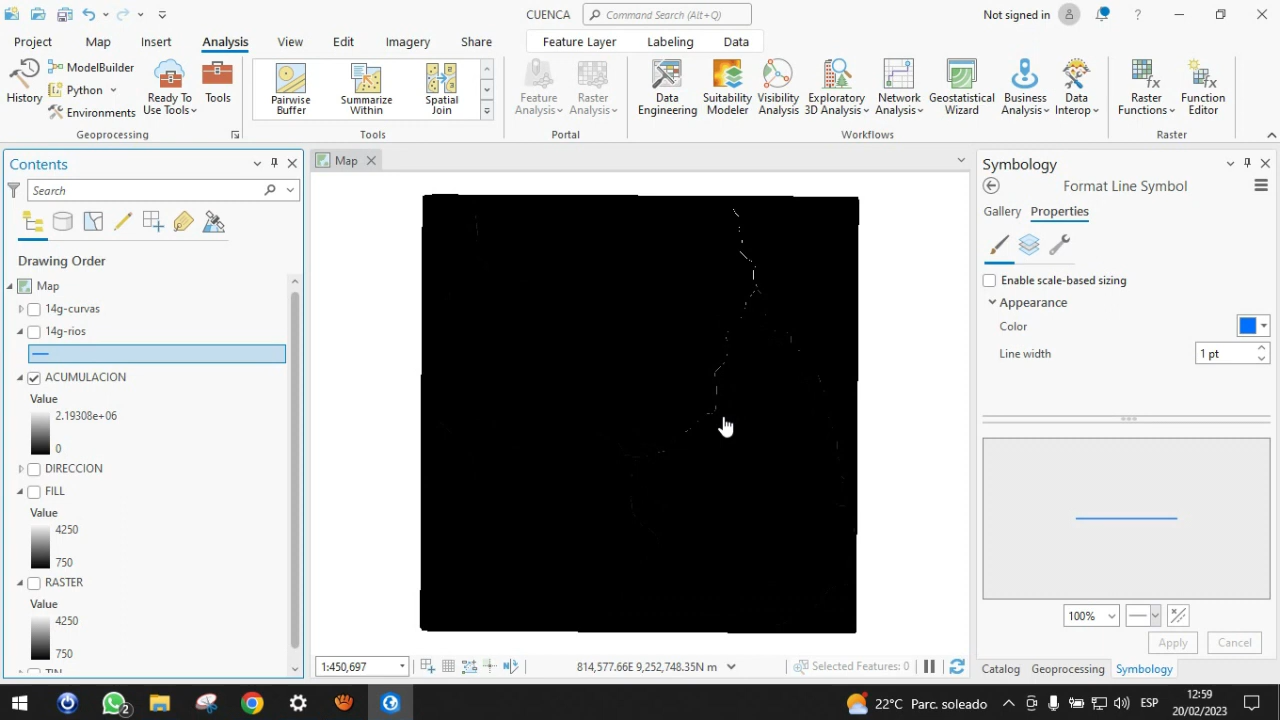 CUENCA
Command Search (Alt+Q)
Not signed in
?
Project
Map
Insert
Analysis
View
Edit
Imagery
Share
Feature Layer
Labeling
Data
History
ModelBuilder
Python
Environments
Ready To
Use Tools
Tools
Geoprocessing
Pairwise
Buffer
Summarize
Within
Spatial
Join
Tools
Feature
Analysis
Raster
Analysis
Portal
Data
Engineering
Suitability
Modeler
Visibility
Analysis
Exploratory
3D Analysis
Network
Analysis
Geostatistical
Wizard
Business
Analysis
Data
Interop
Workflows
Raster
Functions
Function
Editor
Raster
Contents
Search
Drawing Order
Map
14g-curvas
14g-rios
ACUMULACION
Value
2.19308e+06
0
DIRECCION
FILL
Value
4250
750
RASTER
Value
4250
750
Map
1:450,697
814,577.66E 9,252,748.35N m
Selected Features: 0
Symbology
Format Line Symbol
Gallery
Properties
Enable scale-based sizing
Appearance
Color
Line width
1 pt
100%
Apply
Cancel
Catalog
Geoprocessing
Symbology
2
22°C Parc. soleado
ESP
12:59
20/02/2023